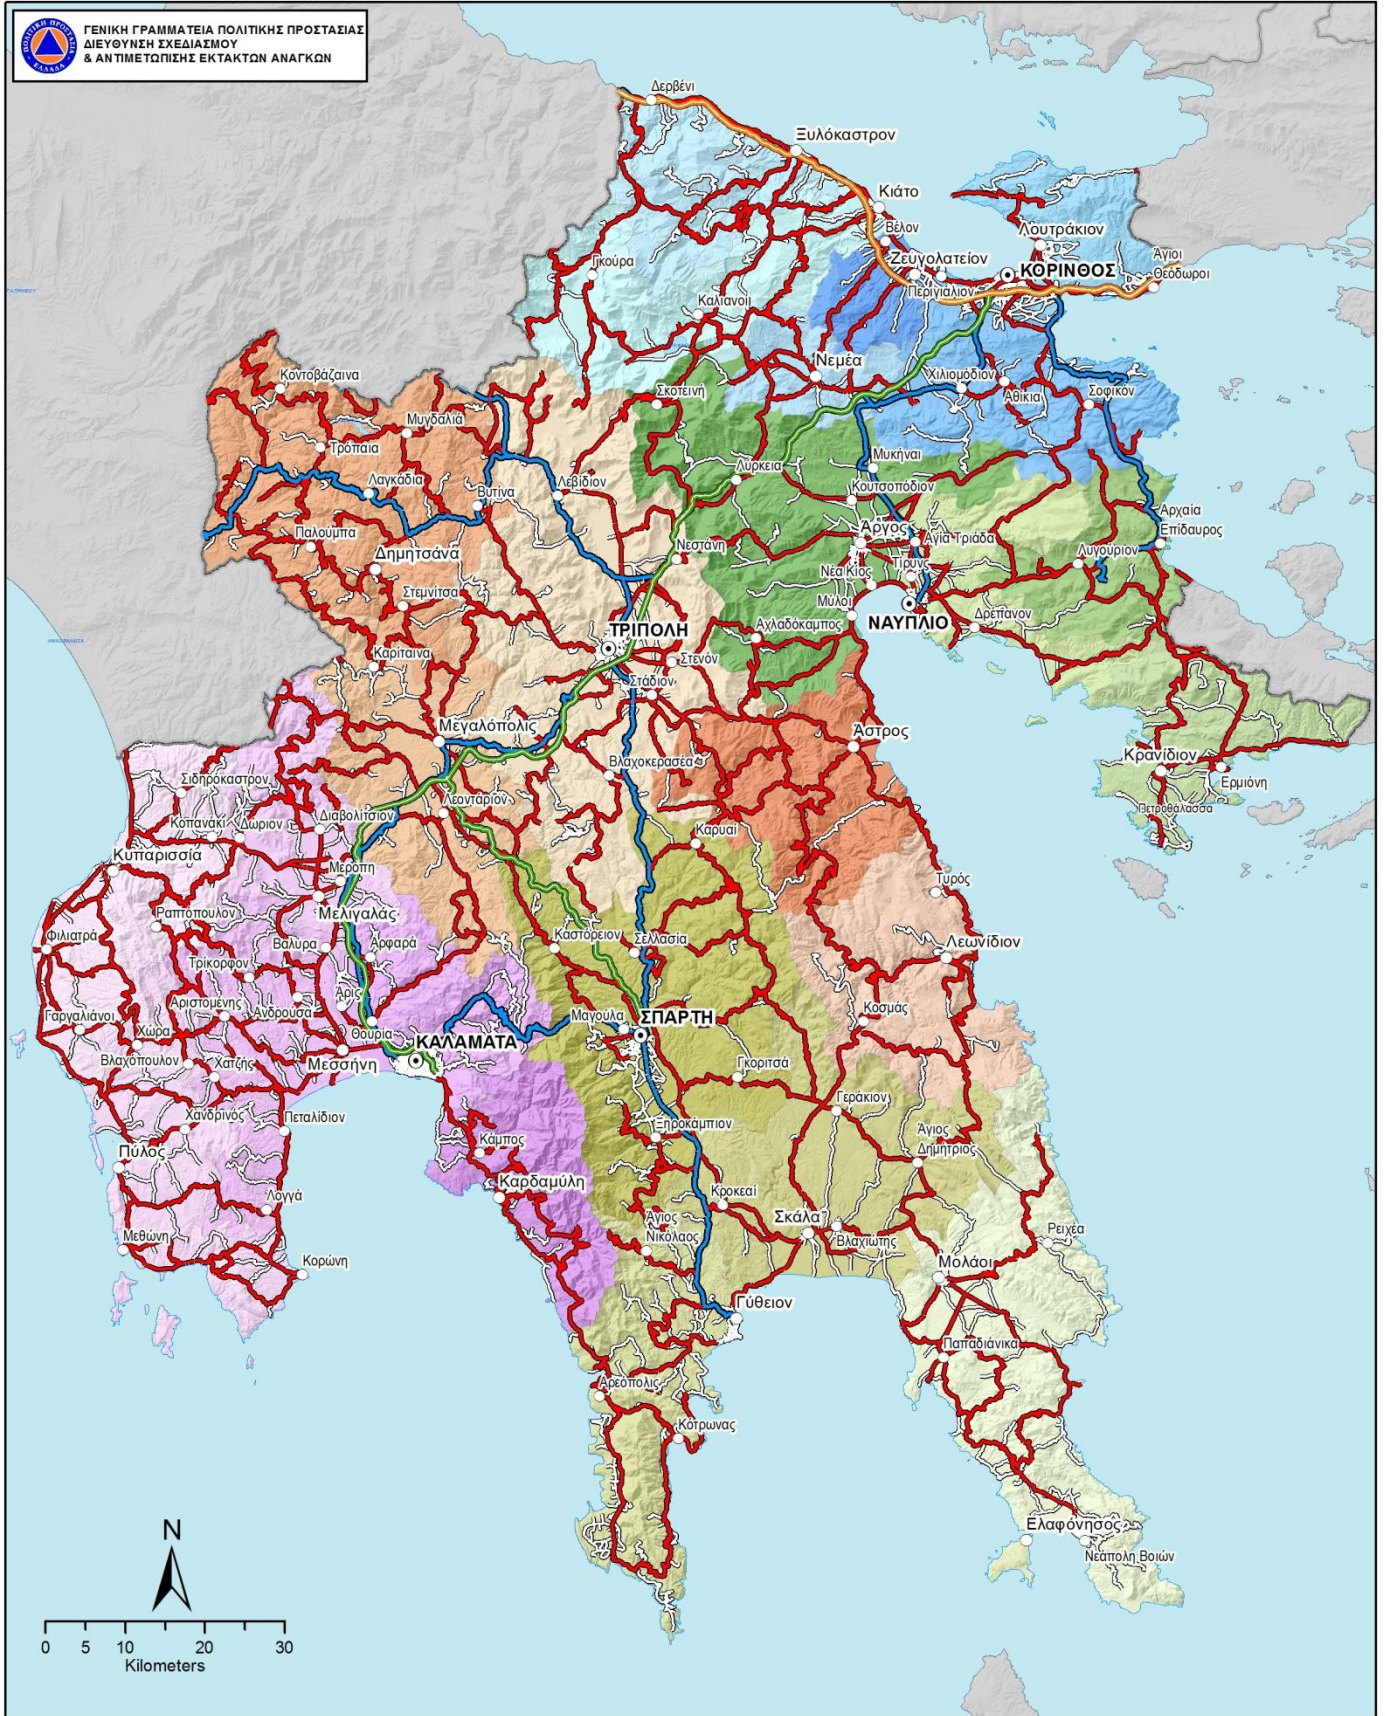 ΓΕΝΙΚΗ ΓΡΑΜΜΑΤΕΙΑ ΠΟΛΙΤΙΚΗΣ ΠΡΟΣΤΑΣΙΑΣ
ΔΙΕΥΘΥΝΣΗ ΣΧΕΔΙΑΣΜΟΥ
& ΑΝΤΙΜΕΤΩΠΙΣΗΣ ΕΚΤΑΚΤΩΝ ΑΝΑΓΚΩΝ
ΠΟΛΙΤΙΚΗ ΠΡΟΣΤΑΣΙΑ
ΕΛΛΑΔΑ
Δερβένι
Ξυλόκαστρον
Κιάτο
Βέλον
Λουτράκιον
Ζευγολατείον
ΚΟΡΙΝΘΟΣ
Άγιοι
Θεόδωροι
Περιγιάλιον
Γκούρα
Καλιανοί
Νεμέα
Χιλιομόδιον
Αθίκια
Σοφικόν
Κοντοβάζαινα
Σκοτεινή
Μυγδαλιά
Τρόπαια
Λαγκάδια
Βυτίνα
Λεβίδιον
Λύρκεια
Μυκήναι
Κουτσοπόδιον
Άργος
Αγία Τριάδα
Αρχαία
Επίδαυρος
Λυγούριον
Παλούμπα
Δημητσάνα
Νεστάνη
Νέα Κίος
Τίρυνς
Στεμνίτσα
Μύλοι
ΝΑΥΠΛΙΟ
Δρέπανον
Αχλαδόκαμπος
ΤΡΙΠΟΛΗ
Στενόν
Καρίταινα
Στάδιον
Μεγαλόπολις
Άστρος
Κρανίδιον
Ερμιόνη
Πετροθάλασσα
Βλαχοκερασέα
Σιδηρόκαστρον
Λεοντάριον
Κοπανάκι
Δώριον
Διαβολίτσιον
Καρυαί
Κυπαρισσία
Μερόπη
Μελιγαλάς
Τυρός
Ραπτόπουλον
Φιλιατρά
Βαλύρα
Αρφαρά
Καστόρειον
Σελλασία
Λεωνίδιον
Τρίκορφον
Άρις
Αριστομένης
Ανδρούσα
Γαργαλιάνοι
Χώρα
Θουρία
Μαγούλα
ΣΠΑΡΤΗ
Κοσμάς
ΚΑΛΑΜΑΤΑ
Βλαχόπουλον
Χατζής
Μεσσήνη
Γκοριτσά
Γεράκιον
Χανδρινός
Πεταλίδιον
Ξηροκάμπιον
Άγιος
Δημήτριος
Κάμπος
Πύλος
Καρδαμύλη
Λογγά
Κροκεαί
Σκάλα
Βλαχιώτης
Άγιος
Νικόλαος
Ρειχέα
Μεθώνη
Κορώνη
Μολάοι
Γύθειον
Παπαδιάνικα
Αρεόπολις
Κότρωνας
Ελαφόνησος
Νεάπολη Βοιών
N
0 5 10 20 30
Kilometers